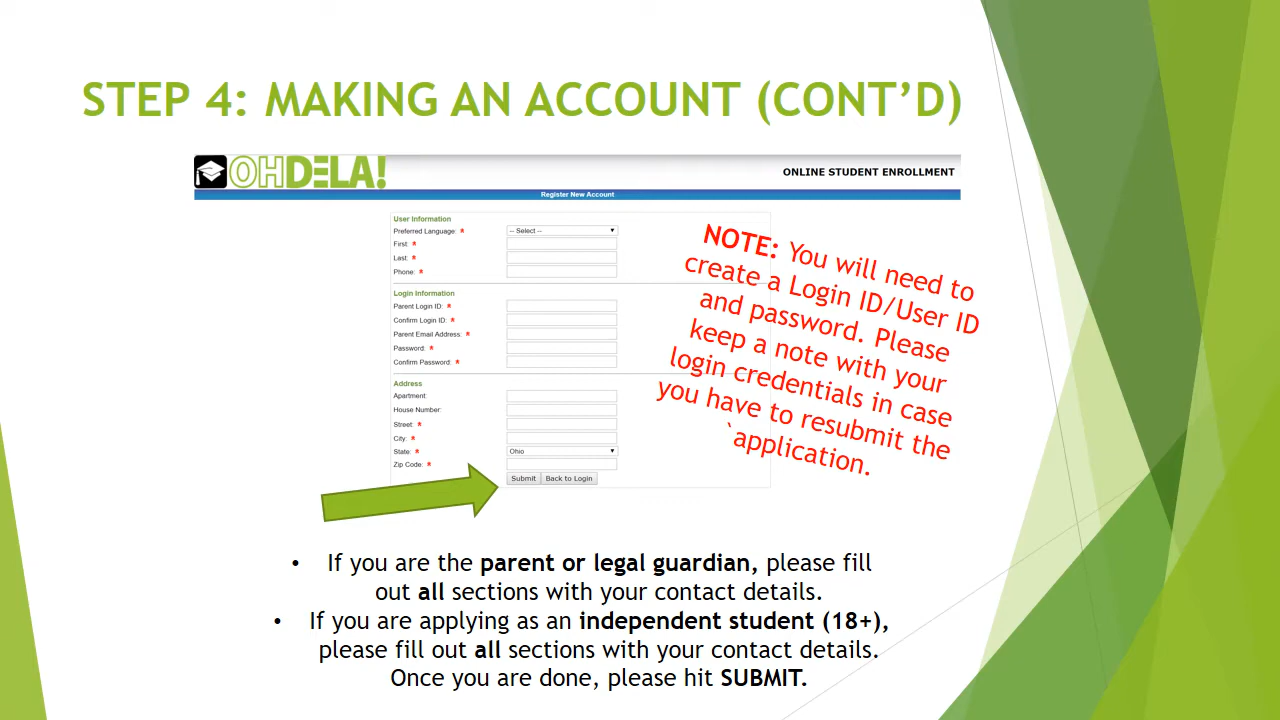 STEP 4: MAKING AN ACCOUNT (CONT’D)
OHDELA!
ONLINE STUDENT ENROLLMENT
Register New Account
User Information
Preferred Language: * -- Select --
First: *
Last: *
Phone: *
Login Information
Parent Login ID: *
Confirm Login ID: *
Parent Email Address: *
Password: *
Confirm Password: *
Address
Apartment:
House Number:
Street: *
City: *
State: * Ohio
Zip Code: *
Submit Back to Login
NOTE: You will need to
create a Login ID/User ID
and password. Please
keep a note with your
login credentials in case
you have to resubmit the
`application.
• If you are the parent or legal guardian, please fill
out all sections with your contact details.
• If you are applying as an independent student (18+),
please fill out all sections with your contact details.
Once you are done, please hit SUBMIT.